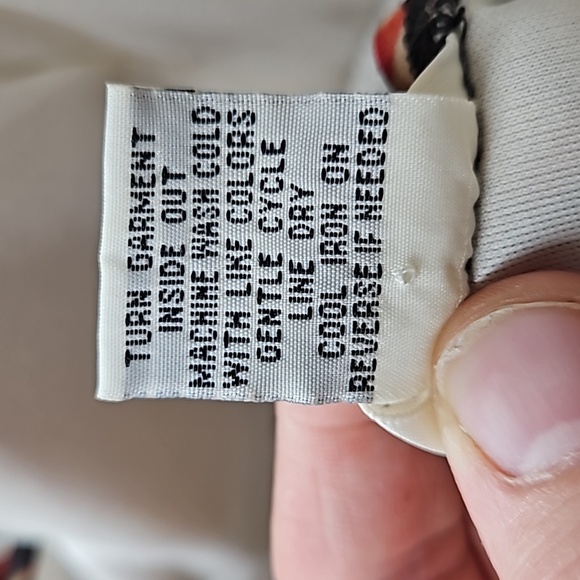 TURN GARMENT
INSIDE OUT
MACHINE WASH COLD
WITH LIKE COLORS
GENTLE CYCLE
LINE DRY
COOL IRON ON
REVERSE IF NEEDED